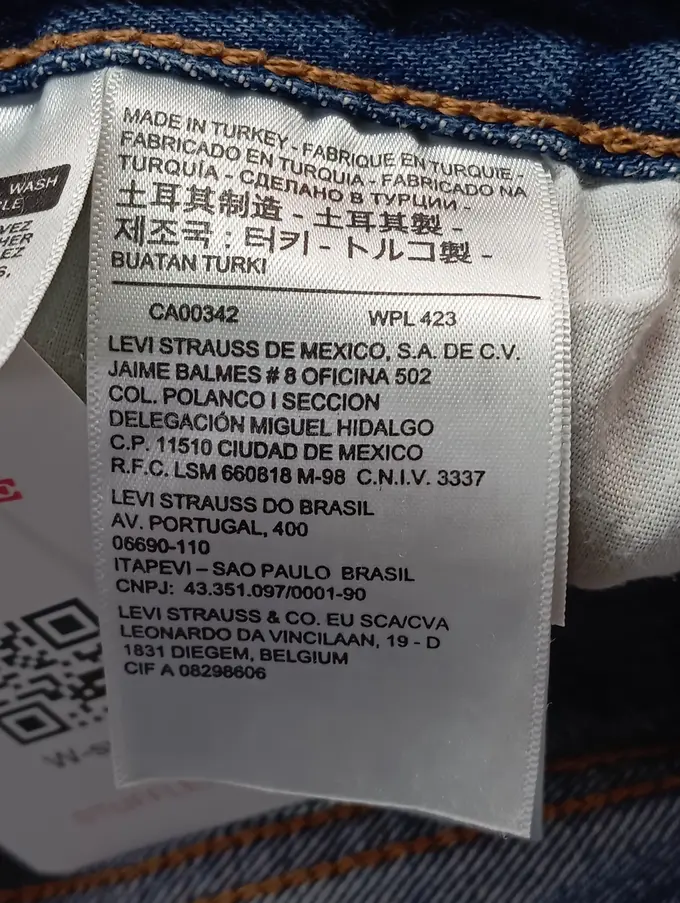 WASH
MADE IN TURKEY - FABRIQUE EN TURQUIE -
FABRICADO EN TURQUIA - FABRICADO NA
TURQUÍA - СДЕЛАНО В ТУРЦИИ -
土耳其制造 - 土耳其製 -
제조국 : 터키 - トルコ製 -
BUATAN TURKI
CA00342 WPL 423
LEVI STRAUSS DE MEXICO, S.A. DE C.V.
JAIME BALMES # 8 OFICINA 502
COL. POLANCO I SECCION
DELEGACIÓN MIGUEL HIDALGO
C.P. 11510 CIUDAD DE MEXICO
R.F.C. LSM 660818 M-98 C.N.I.V. 3337
LEVI STRAUSS DO BRASIL
AV. PORTUGAL, 400
06690-110
ITAPEVI – SAO PAULO BRASIL
CNPJ: 43.351.097/0001-90
LEVI STRAUSS & CO. EU SCA/CVA
LEONARDO DA VINCILAAN, 19 - D
1831 DIEGEM, BELGIUM
CIF A 08298606